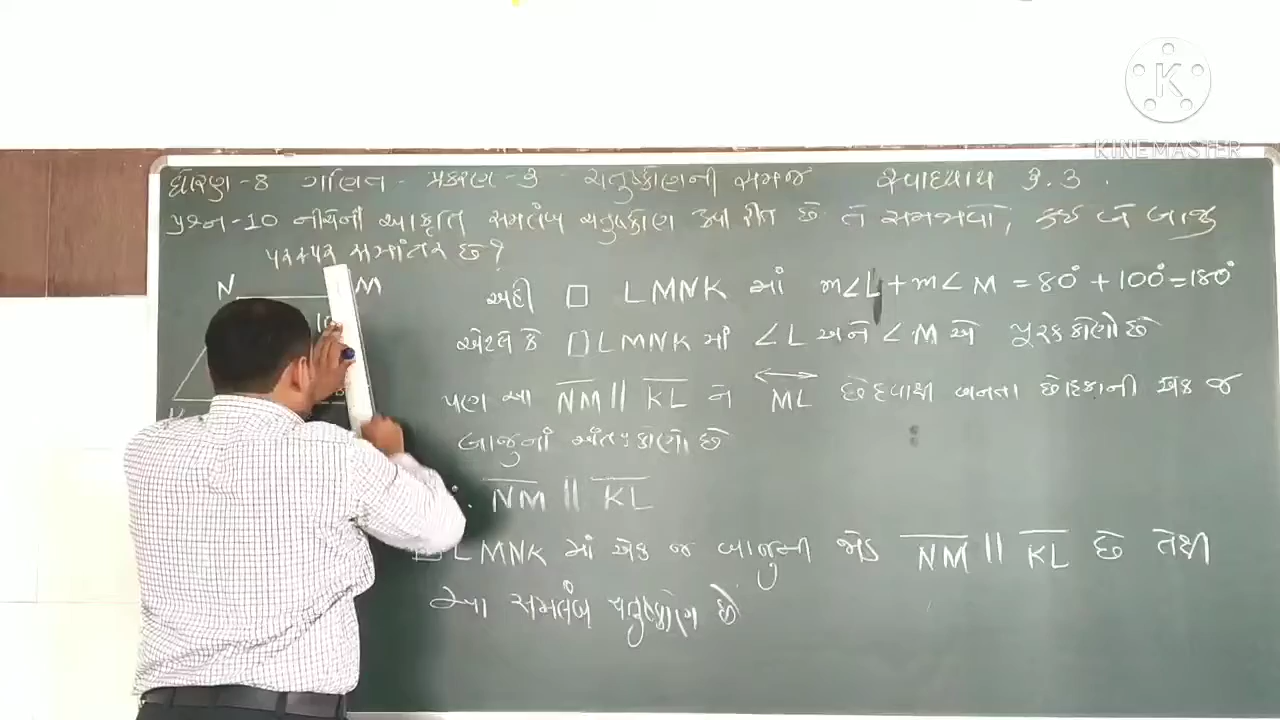 KINEMASTER
ધોરણ-8 ગણિત - પ્રકરણ-3 - ચતુષ્કોણની સમજ સ્વાધ્યાય 3.3.
પ્રશ્ન-10 નીચેની આકૃતિ સમલંબ ચતુષ્કોણ કઈ રીતે છે તે સમજાવો, કઈ બે બાજુ
પરસ્પર સમાંતર છે?
N M
અહીં □ LMNK માં m∠L + m∠M = 80° + 100° = 180°
એટલે કે □LMNK માં ∠L અને ∠M એ પૂરક કોણો છે
પણ આ NM || KL ને ML છેદવાથી બનતા છેદિકાની એક જ
બાજુનાં અંતઃકોણો છે
∴ NM || KL
□ LMNK માં એક જ બાજુની જોડ NM || KL છે તેથી
આ સમલંબ ચતુષ્કોણ છે